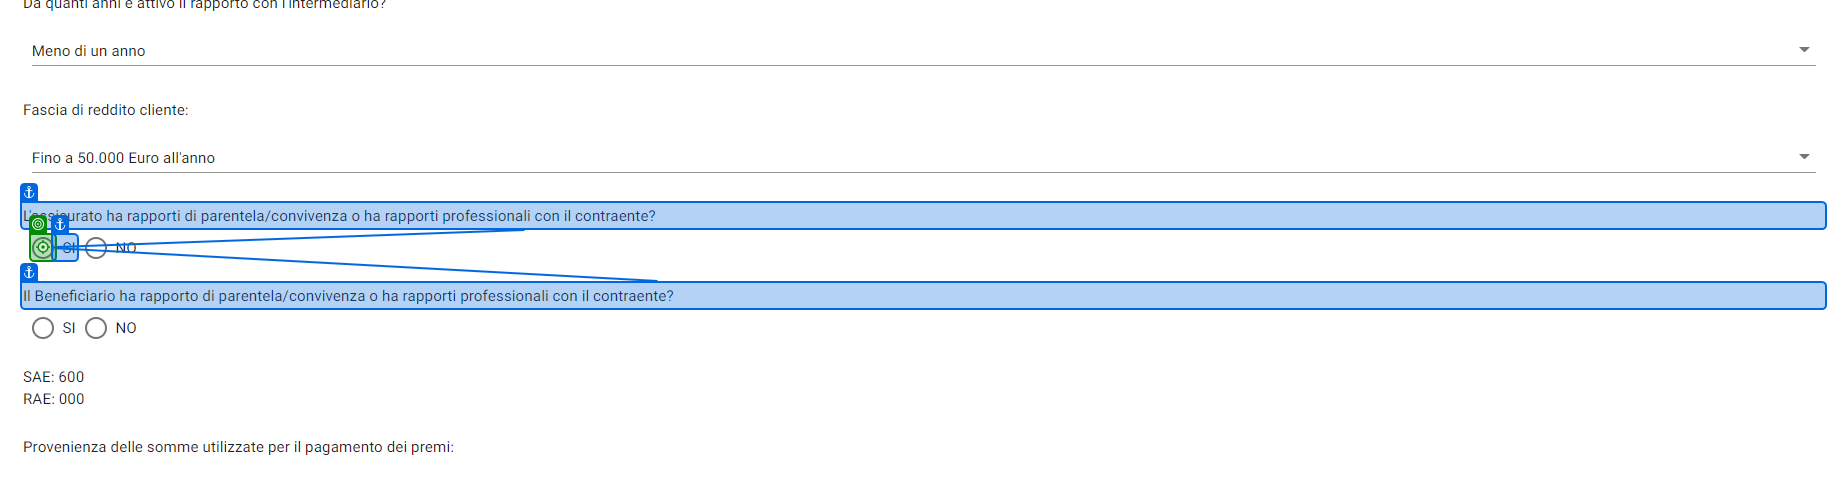 Da quanti anni è attivo il rapporto con l'intermediario?
Meno di un anno
Fascia di reddito cliente:
Fino a 50.000 Euro all'anno
L'assicurato ha rapporti di parentela/convivenza o ha rapporti professionali con il contraente?
SI NO
Il Beneficiario ha rapporto di parentela/convivenza o ha rapporti professionali con il contraente?
SI NO
SAE: 600
RAE: 000
Provenienza delle somme utilizzate per il pagamento dei premi: